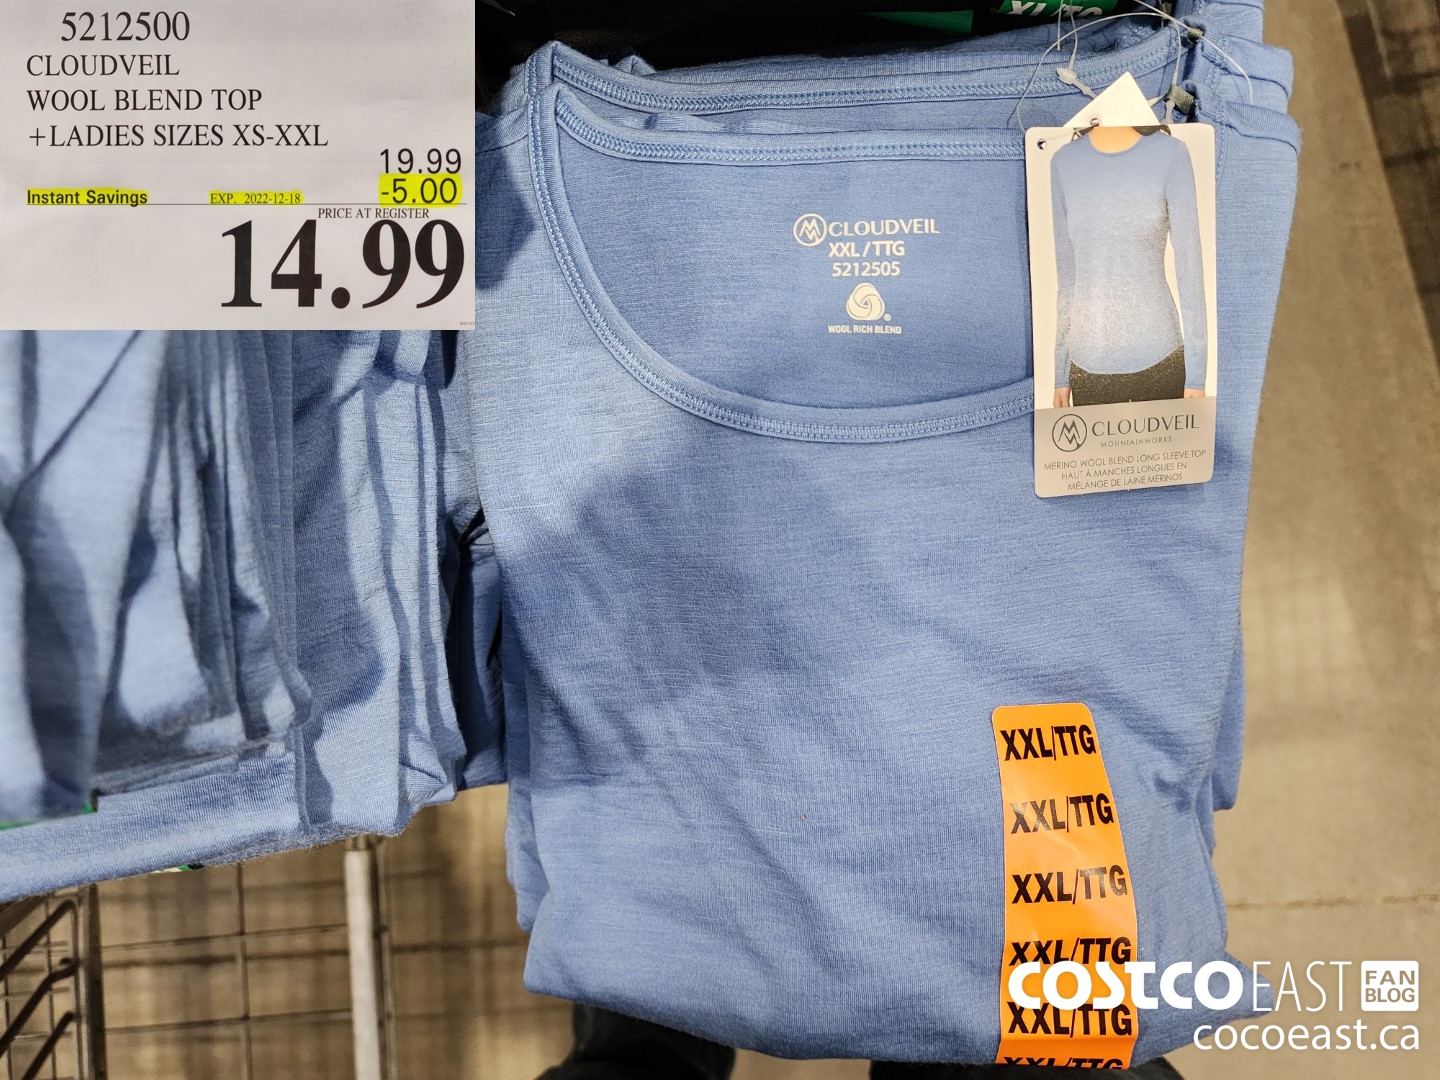 5212500
CLOUDVEIL
WOOL BLEND TOP
+LADIES SIZES XS-XXL
19.99
Instant Savings EXP. 2022-12-18 -5.00
PRICE AT REGISTER
14.99
CLOUDVEIL
XXL/TTG
5212505
WOOL RICH BLEND
CLOUDVEIL
MOUNTAINWORKS
MERINO WOOL BLEND LONG SLEEVE TOP
HAUT À MANCHES LONGUES EN
MÉLANGE DE LAINE MÉRINOS
XXL/TTG
XXL/TTG
XXL/TTG
XXL/TTG
XXL/TTG
XXL/TTG
COSTCO EAST FAN BLOG
cocoeast.ca